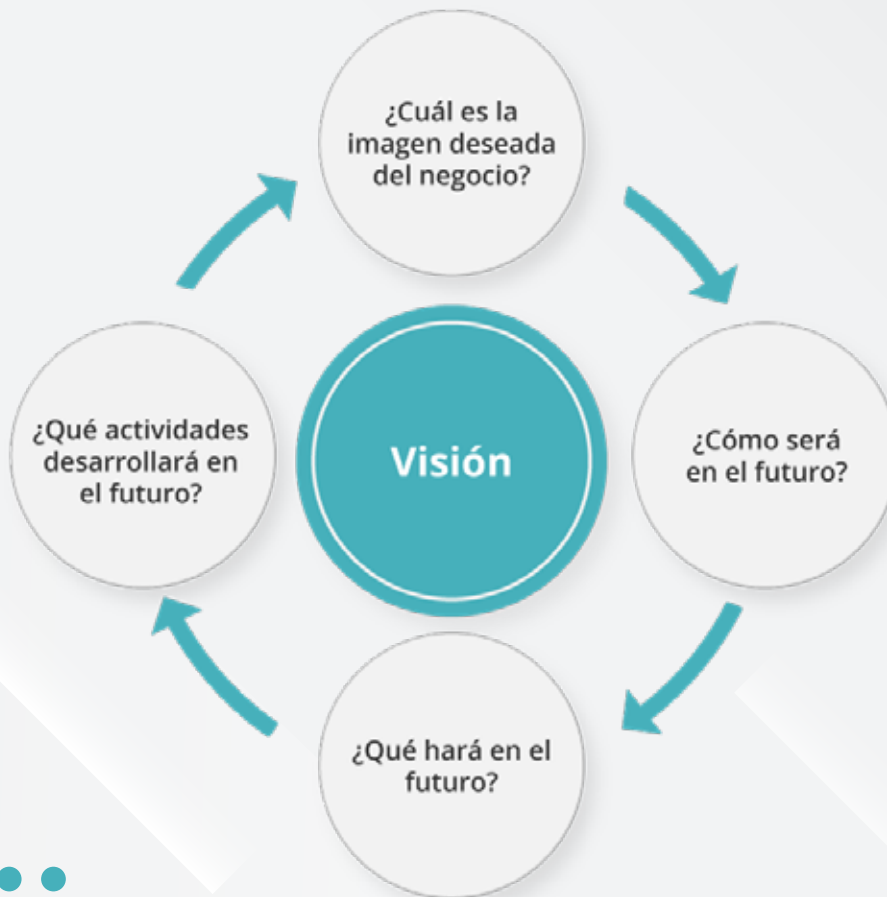 ¿Cuál es la
imagen deseada
del negocio?
¿Qué actividades
desarrollará en
el futuro?
Visión
¿Cómo será
en el futuro?
¿Qué hará en el
futuro?